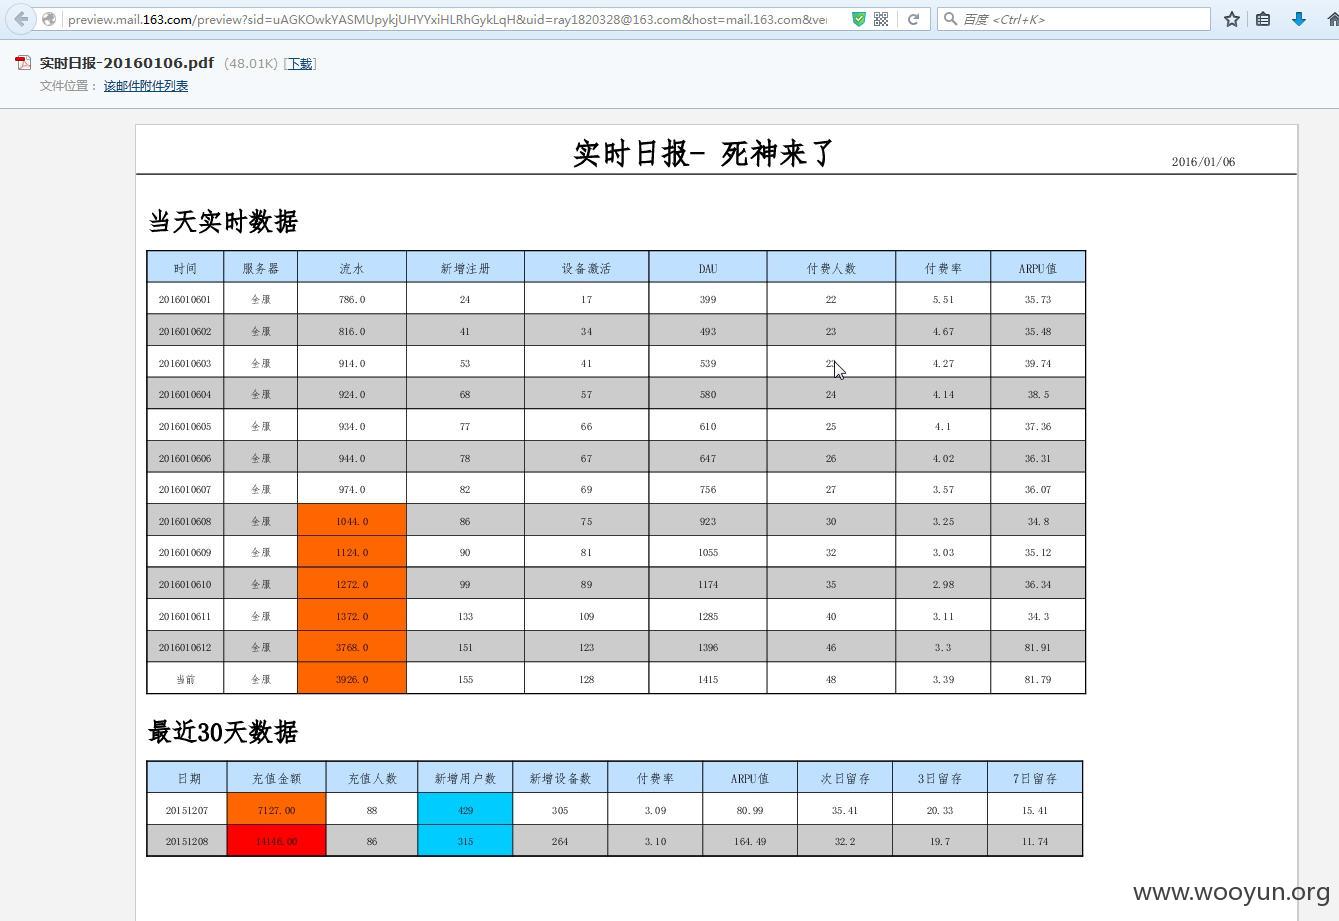 preview.mail.163.com/preview?sid=uAGKOwkYASMUpykjUHYYxiHLRhGykLqH&uid=ray1820328@163.com&host=mail.163.com&ve
百度 <Ctrl+K>
实时日报-20160106.pdf (48.01K) [下载]
文件位置： 该邮件附件列表
实时日报- 死神来了
2016/01/06
当天实时数据
时间 服务器 流水 新增注册 设备激活 DAU 付费人数 付费率 ARPU值
2016010601 全服 786.0 24 17 399 22 5.51 35.73
2016010602 全服 816.0 41 34 493 23 4.67 35.48
2016010603 全服 914.0 53 41 539 23 4.27 39.74
2016010604 全服 924.0 68 57 580 24 4.14 38.5
2016010605 全服 934.0 77 66 610 25 4.1 37.36
2016010606 全服 944.0 78 67 647 26 4.02 36.31
2016010607 全服 974.0 82 69 756 27 3.57 36.07
2016010608 全服 1044.0 86 75 923 30 3.25 34.8
2016010609 全服 1124.0 90 81 1055 32 3.03 35.12
2016010610 全服 1272.0 99 89 1174 35 2.98 36.34
2016010611 全服 1372.0 133 109 1285 40 3.11 34.3
2016010612 全服 3768.0 151 123 1396 46 3.3 81.91
当前 全服 3926.0 155 128 1415 48 3.39 81.79
最近30天数据
日期 充值金额 充值人数 新增用户数 新增设备数 付费率 ARPU值 次日留存 3日留存 7日留存
20151207 7127.00 88 429 305 3.09 80.99 35.41 20.33 15.41
20151208 14146.00 86 315 264 3.10 164.49 32.2 19.7 11.74
www.wooyun.org